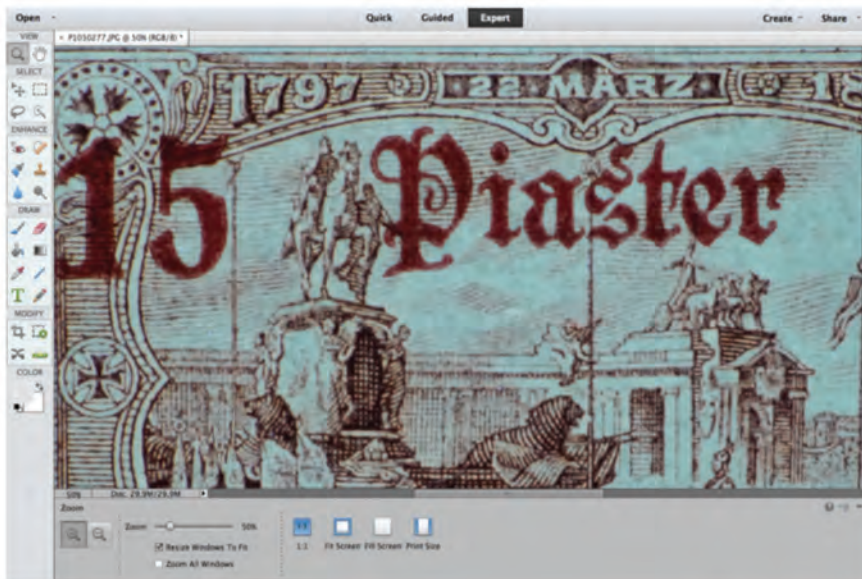 Open Quick Guided Expert Create Share
VIEW × P1050277.JPG @ 50% (RGB/8) *
SELECT
ENHANCE
DRAW
MODIFY
COLOR
1797 22 MÄRZ 18
15 Piaster
50% Doc: 29.9M/29.9M
Zoom
Zoom 50%
Resize Windows To Fit
Zoom All Windows
1:1 Fit Screen Fill Screen Print Size